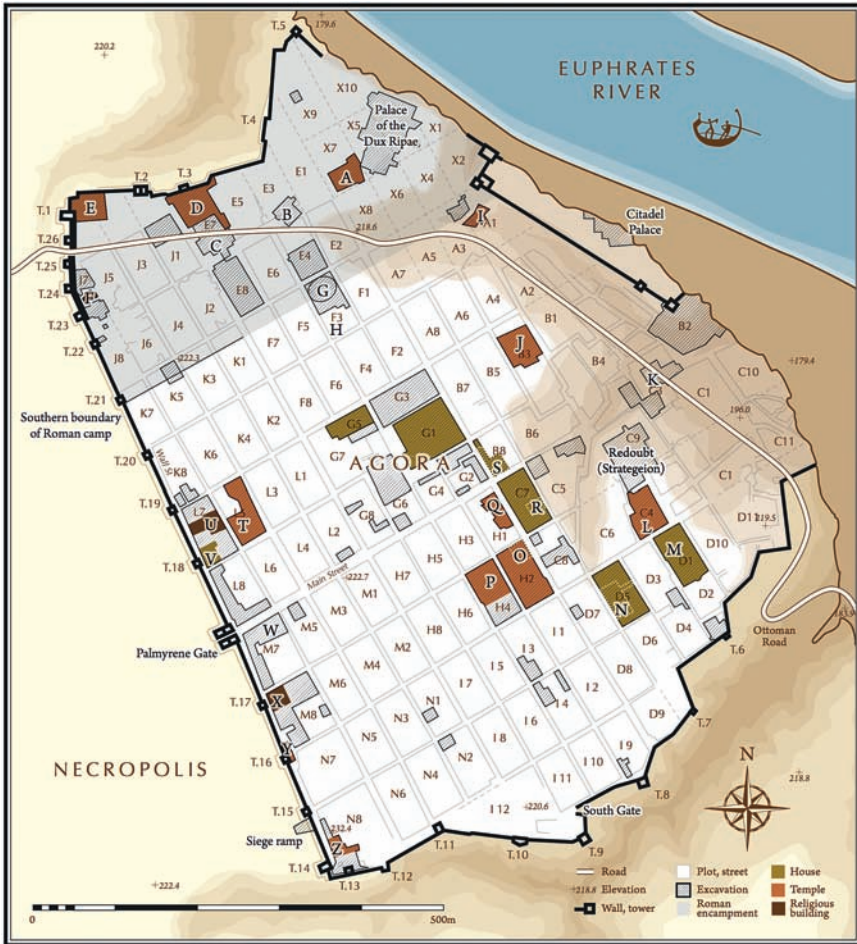 T.5
179.6
220.2
EUPHRATES
RIVER
X10
X9
Palace
of the
Dux Ripae
X5
X1
T.4
X7
X2
E1
A
X4
X6
T.2
T.3
E3
E5
D
E
E7
B
X8
I
A1
Citadel
Palace
T.1
T.26
C
218.6
E2
A3
J3
J1
E4
A5
T.25
J5
E6
A7
J7
T.24
F
E8
G
F1
A2
B2
J2
F3
A4
B1
T.23
J4
F5
H
A6
J6
A8
J
B3
179.4
T.22
J8
222.3
F7
F2
B4
K
K1
F4
B5
C3
C1
C10
K3
T.21
K5
F6
B7
196.0
Southern boundary
of Roman camp
K7
K2
F8
G3
K4
G5
G1
B6
C9
C11
T.20
Wall St.
K6
G7
AGORA
B8
S
Redoubt
(Strategeion)
K8
L1
G2
C7
C5
C1
L3
G4
Q
R
C4
T.19
L7
U
T
G6
L
D11
219.5
G8
H1
V
L2
H3
O
C6
M
D1
D10
T.18
L4
H5
C8
L6
Main Street
222.7
P
H2
D5
D3
L8
H7
N
D2
M1
H4
D7
M3
H6
D4
Ottoman
Road
183.9
W
M5
H8
I1
D6
T.6
Palmyrene Gate
M7
M2
I3
M4
I5
D8
M6
I2
T.17
X
N1
I7
I4
M8
N3
D9
T.7
I6
Y
N5
T.16
N2
I9
NECROPOLIS
N7
I8
I10
N
N4
218.8
N6
I11
T.8
T.15
I12
220.6
South Gate
Siege ramp
N8
232.4
Z
T.11
T.10
T.9
T.14
T.13
T.12
222.4
Road
Plot, street
House
218.8 Elevation
Excavation
Temple
Wall, tower
Roman
encampment
Religious
building
0
500m